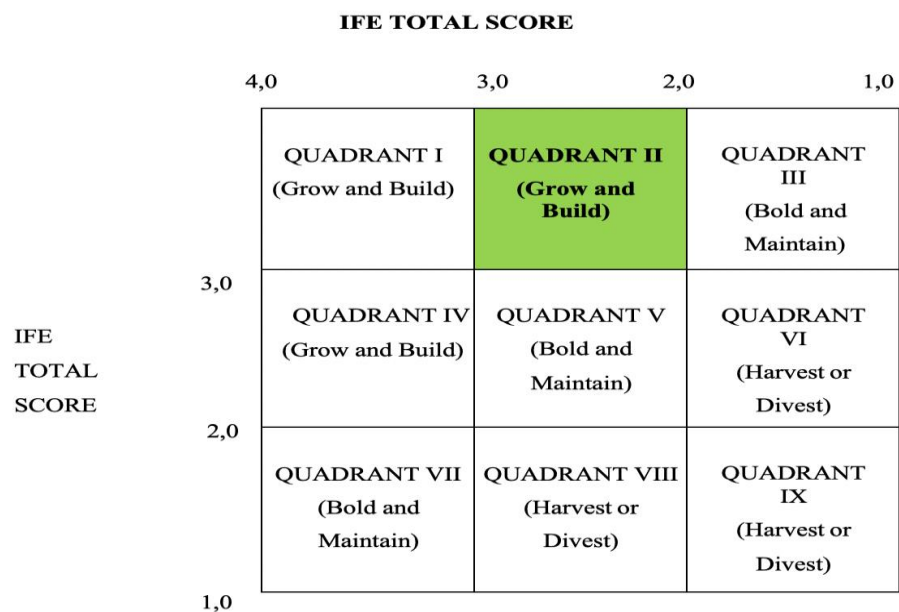 IFE TOTAL SCORE
4,0 3,0 2,0 1,0
QUADRANT I
(Grow and Build)
QUADRANT II
(Grow and
Build)
QUADRANT
III
(Bold and
Maintain)
3,0
IFE
TOTAL
SCORE
QUADRANT IV
(Grow and Build)
QUADRANT V
(Bold and
Maintain)
QUADRANT
VI
(Harvest or
Divest)
2,0
QUADRANT VII
(Bold and
Maintain)
QUADRANT VIII
(Harvest or
Divest)
QUADRANT
IX
(Harvest or
Divest)
1,0